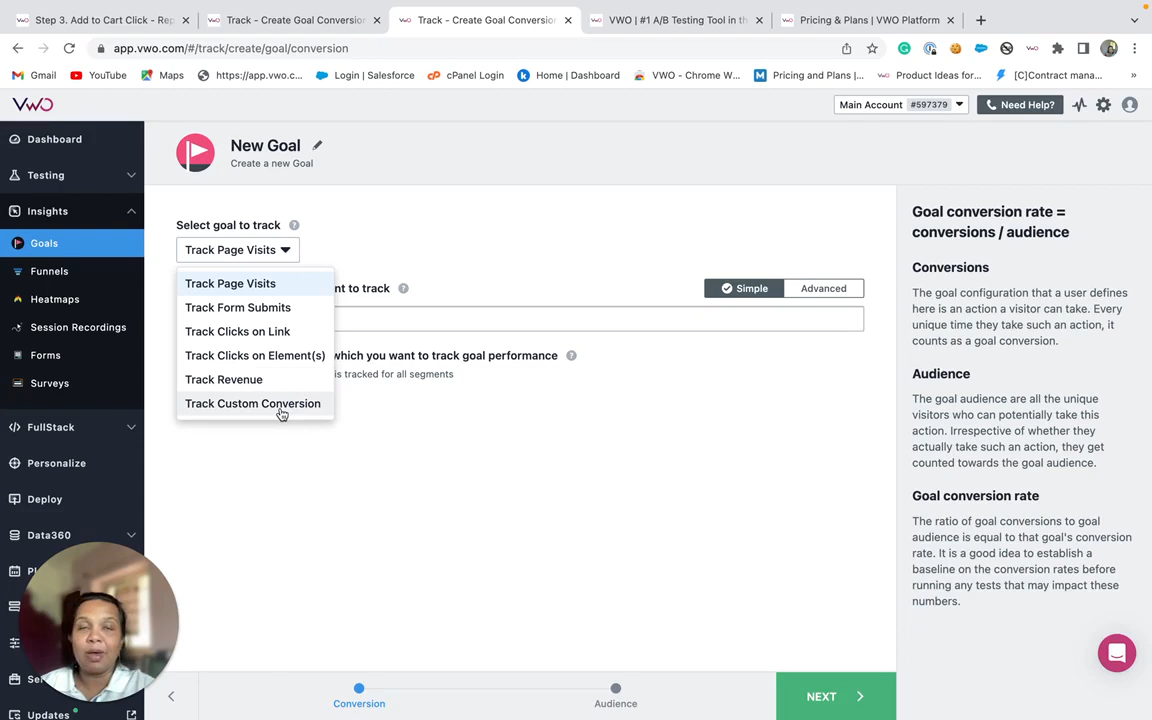 Step 3. Add to Cart Click - Rep
Track - Create Goal Conversion
Track - Create Goal Conversion
VWO | #1 A/B Testing Tool in th
Pricing & Plans | VWO Platform
app.vwo.com/#/track/create/goal/conversion
Gmail
YouTube
Maps
https://app.vwo.c...
Login | Salesforce
cPanel Login
Home | Dashboard
VWO - Chrome W...
Pricing and Plans |...
Product Ideas for...
[C]Contract mana...
VWO
Main Account #597379
Need Help?
Dashboard
Testing
Insights
Goals
Funnels
Heatmaps
Session Recordings
Forms
Surveys
FullStack
Personalize
Deploy
Data360
Updates
New Goal
Create a new Goal
Select goal to track
Track Page Visits
Track Page Visits
Track Form Submits
Track Clicks on Link
Track Clicks on Element(s)
Track Revenue
Track Custom Conversion
nt to track
Simple
Advanced
which you want to track goal performance
is tracked for all segments
Goal conversion rate =
conversions / audience
Conversions
The goal configuration that a user defines
here is an action a visitor can take. Every
unique time they take such an action, it
counts as a goal conversion.
Audience
The goal audience are all the unique
visitors who can potentially take this
action. Irrespective of whether they
actually take such an action, they get
counted towards the goal audience.
Goal conversion rate
The ratio of goal conversions to goal
audience is equal to that goal's conversion
rate. It is a good idea to establish a
baseline on the conversion rates before
running any tests that may impact these
numbers.
Conversion
Audience
NEXT